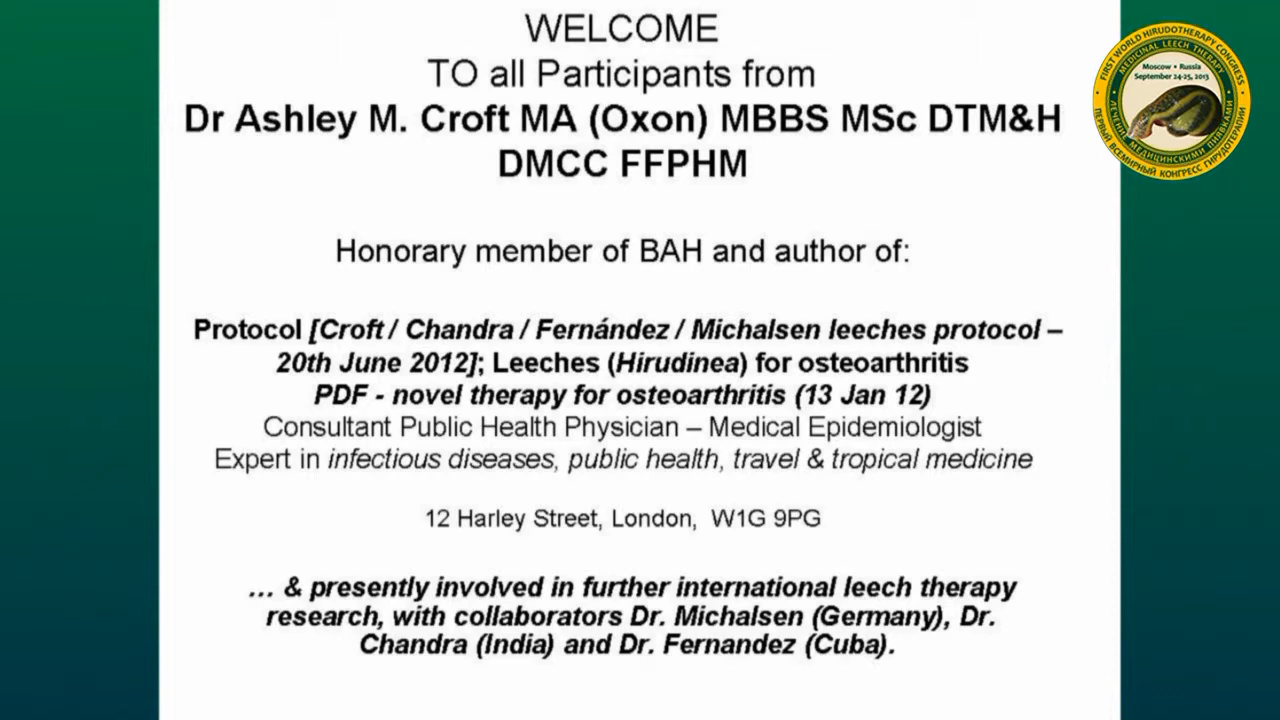 WELCOME
TO all Participants from
Dr Ashley M. Croft MA (Oxon) MBBS MSc DTM&H
DMCC FFPHM
Honorary member of BAH and author of:
Protocol [Croft / Chandra / Fernández / Michalsen leeches protocol –
20th June 2012]; Leeches (Hirudinea) for osteoarthritis
PDF - novel therapy for osteoarthritis (13 Jan 12)
Consultant Public Health Physician – Medical Epidemiologist
Expert in infectious diseases, public health, travel & tropical medicine
12 Harley Street, London, W1G 9PG
... & presently involved in further international leech therapy
research, with collaborators Dr. Michalsen (Germany), Dr.
Chandra (India) and Dr. Fernandez (Cuba).
FIRST WORLD HIRUDOTHERAPY CONGRESS
MEDICINAL LEECH THERAPY
Moscow • Russia
September 24-25, 2013
ЛЕЧЕНИЕ МЕДИЦИНСКИМИ ПИЯВКАМИ
ПЕРВЫЙ ВСЕМИРНЫЙ КОНГРЕСС ГИРУДОТЕРАПИИ